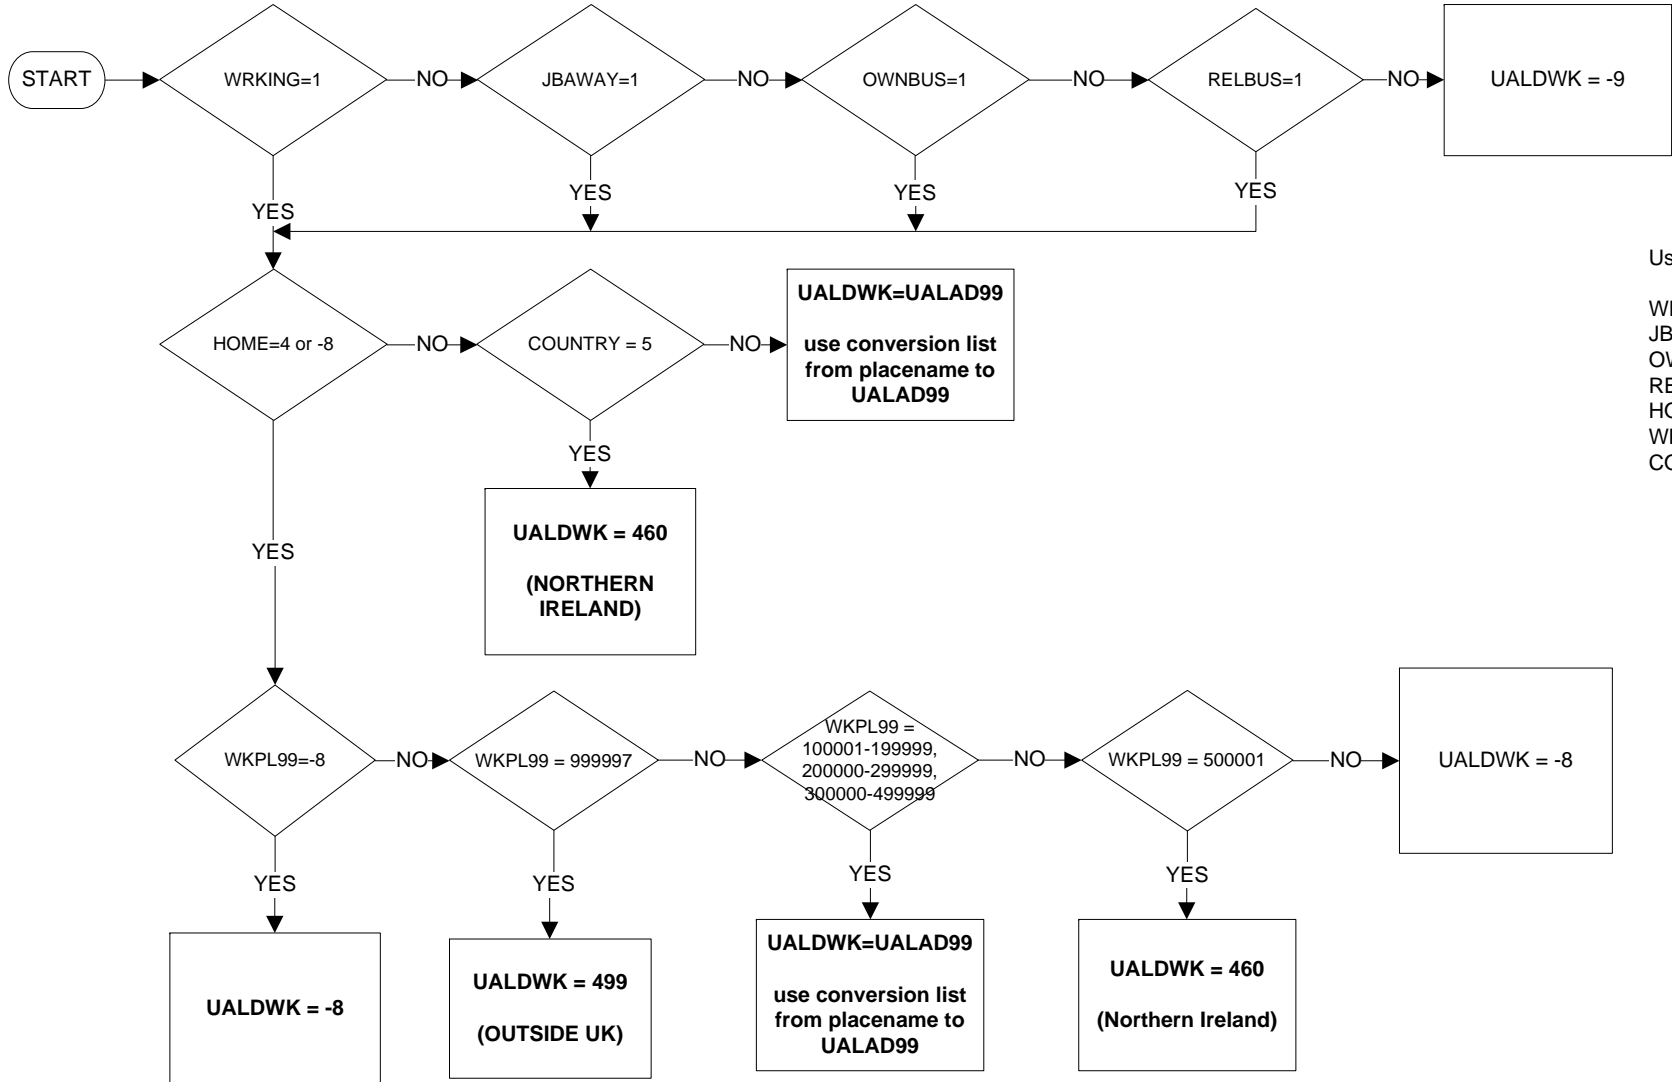 START
WRKING=1
NO
JBAWAY=1
NO
OWNBUS=1
NO
RELBUS=1
NO
UALDWK = -9
YES
YES
YES
YES
HOME=4 or -8
NO
COUNTRY = 5
NO
UALDWK=UALAD99
use conversion list
from placename to
UALAD99
YES
YES
UALDWK = 460
(NORTHERN
IRELAND)
WKPL99=-8
NO
WKPL99 = 999997
NO
WKPL99 =
100001-199999,
200000-299999,
300000-499999
NO
WKPL99 = 500001
NO
UALDWK = -8
YES
YES
YES
YES
UALDWK = -8
UALDWK = 499
(OUTSIDE UK)
UALDWK=UALAD99
use conversion list
from placename to
UALAD99
UALDWK = 460
(Northern Ireland)